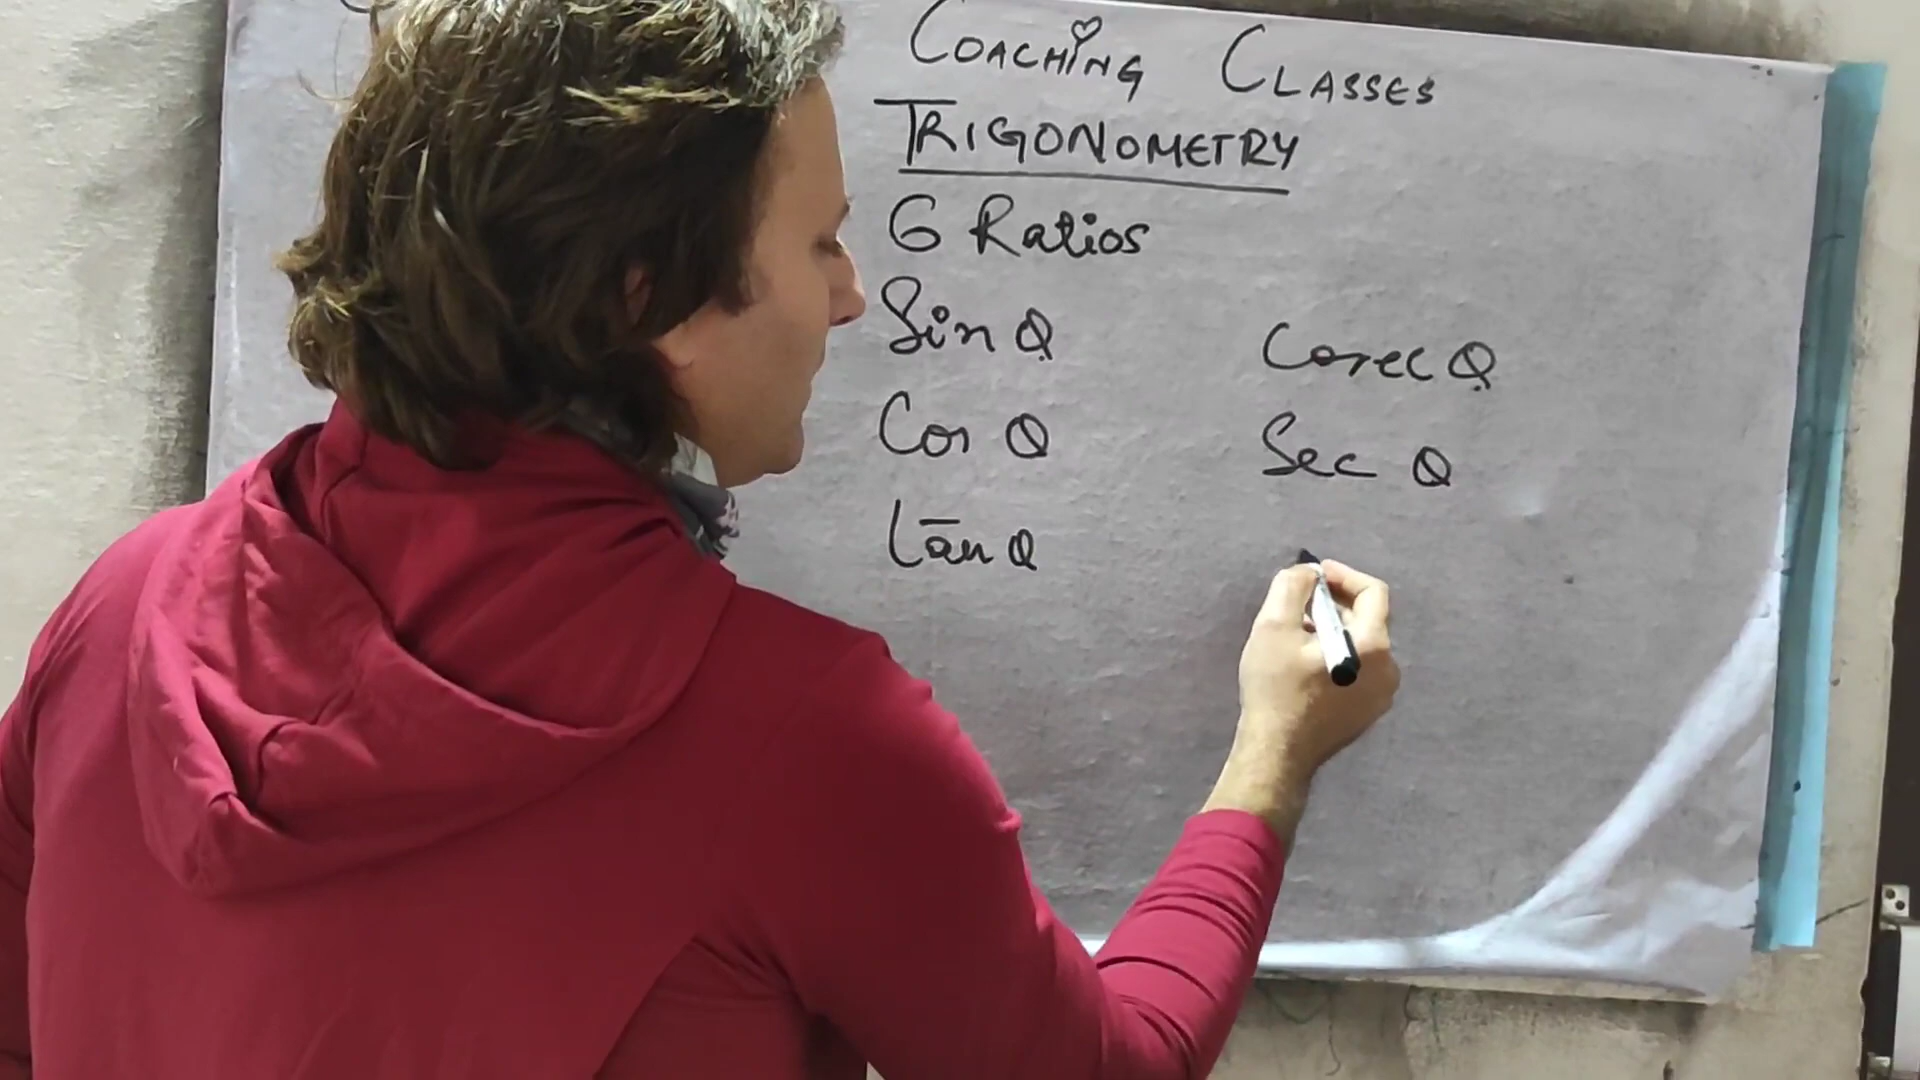 COACHING CLASSES
TRIGONOMETRY
6 Ratios
Sin θ Cosec θ
Cos θ Sec θ
tan θ